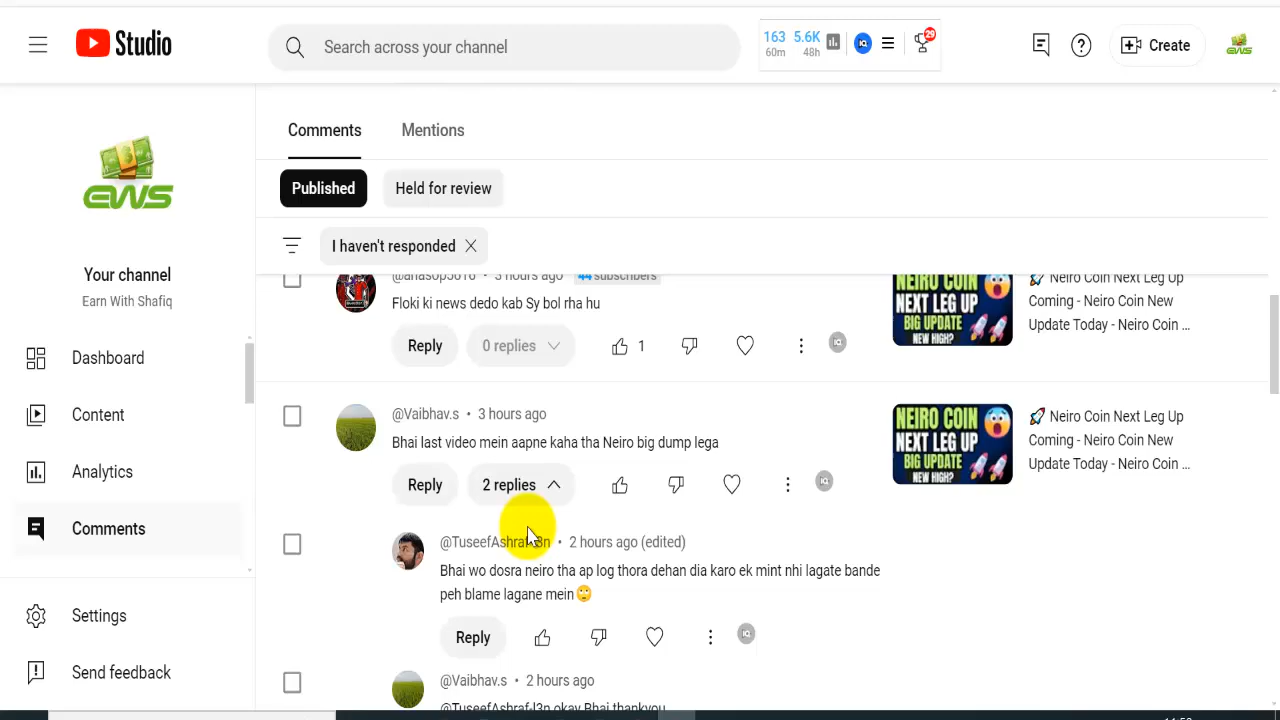 Studio
Search across your channel
163 5.6K
60m 48h
29
Create
EWS
Your channel
Earn With Shafiq
Dashboard
Content
Analytics
Comments
Settings
Send feedback
Comments Mentions
Published Held for review
I haven't responded
3 hours ago 44 subscribers
Floki ki news dedo kab Sy bol rha hu
Reply 0 replies 1
NEIRO COIN
NEXT LEG UP
BIG UPDATE
NEW HIGH?
🚀 Neiro Coin Next Leg Up
Coming - Neiro Coin New
Update Today - Neiro Coin ...
@Vaibhav.s • 3 hours ago
Bhai last video mein aapne kaha tha Neiro big dump lega
Reply 2 replies
NEIRO COIN
NEXT LEG UP
BIG UPDATE
NEW HIGH?
🚀 Neiro Coin Next Leg Up
Coming - Neiro Coin New
Update Today - Neiro Coin ...
@TuseefAshraf-l3n • 2 hours ago (edited)
Bhai wo dosra neiro tha ap log thora dehan dia karo ek mint nhi lagate bande
peh blame lagane mein🙄
Reply
@Vaibhav.s • 2 hours ago
@TuseefAshraf-l3n okay Bhai thankyou